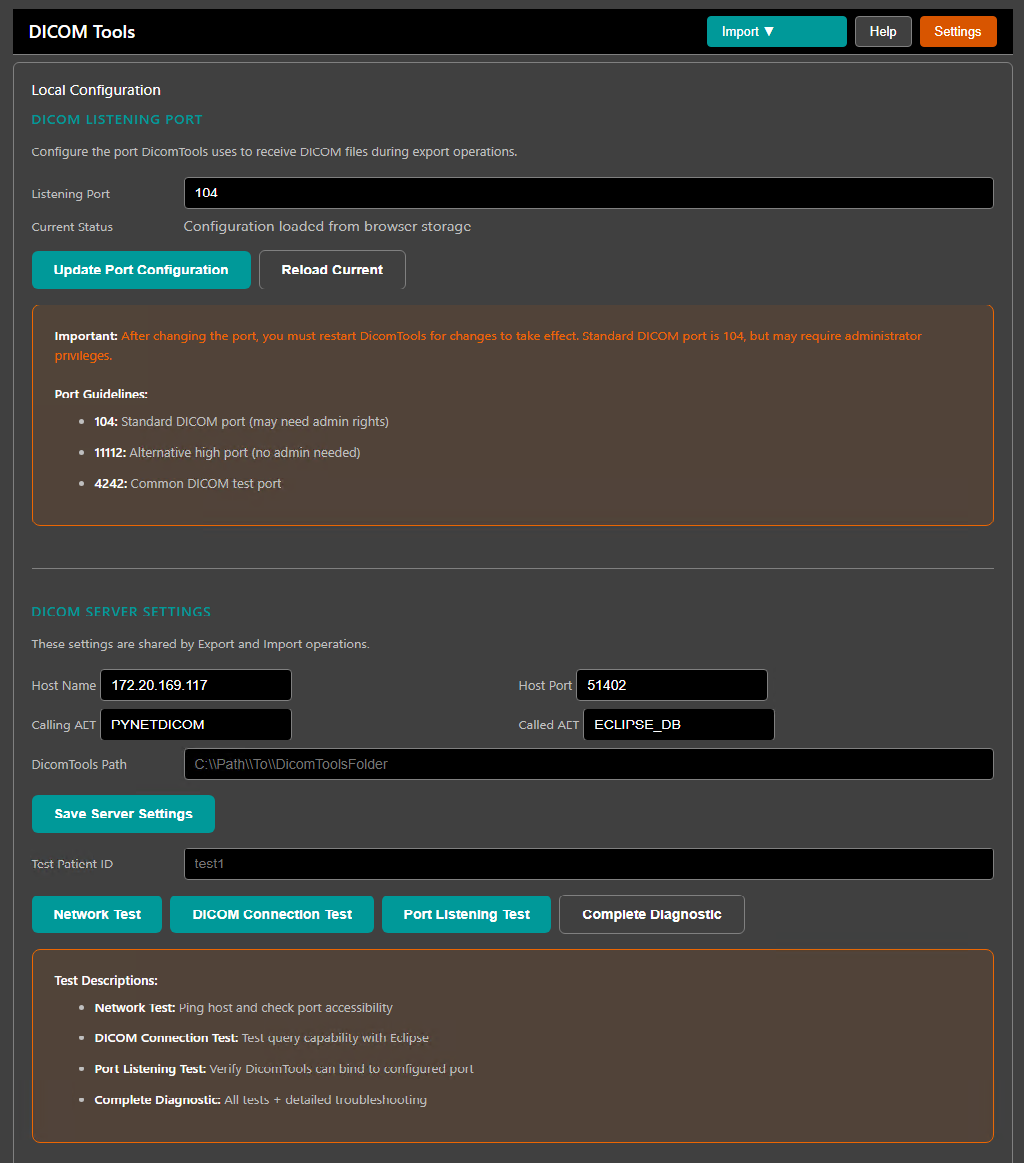 DICOM Tools
Import ▼
Help
Settings
Local Configuration
DICOM LISTENING PORT
Configure the port DicomTools uses to receive DICOM files during export operations.
Listening Port
104
Current Status
Configuration loaded from browser storage
Update Port Configuration
Reload Current
Important: After changing the port, you must restart DicomTools for changes to take effect. Standard DICOM port is 104, but may require administrator
privileges.
Port Guidelines:
• 104: Standard DICOM port (may need admin rights)
• 11112: Alternative high port (no admin needed)
• 4242: Common DICOM test port
DICOM SERVER SETTINGS
These settings are shared by Export and Import operations.
Host Name
172.20.169.117
Host Port
51402
Calling AET
PYNETDICOM
Called AET
ECLIPSE_DB
DicomTools Path
C:\\Path\\To\\DicomToolsFolder
Save Server Settings
Test Patient ID
test1
Network Test
DICOM Connection Test
Port Listening Test
Complete Diagnostic
Test Descriptions:
• Network Test: Ping host and check port accessibility
• DICOM Connection Test: Test query capability with Eclipse
• Port Listening Test: Verify DicomTools can bind to configured port
• Complete Diagnostic: All tests + detailed troubleshooting